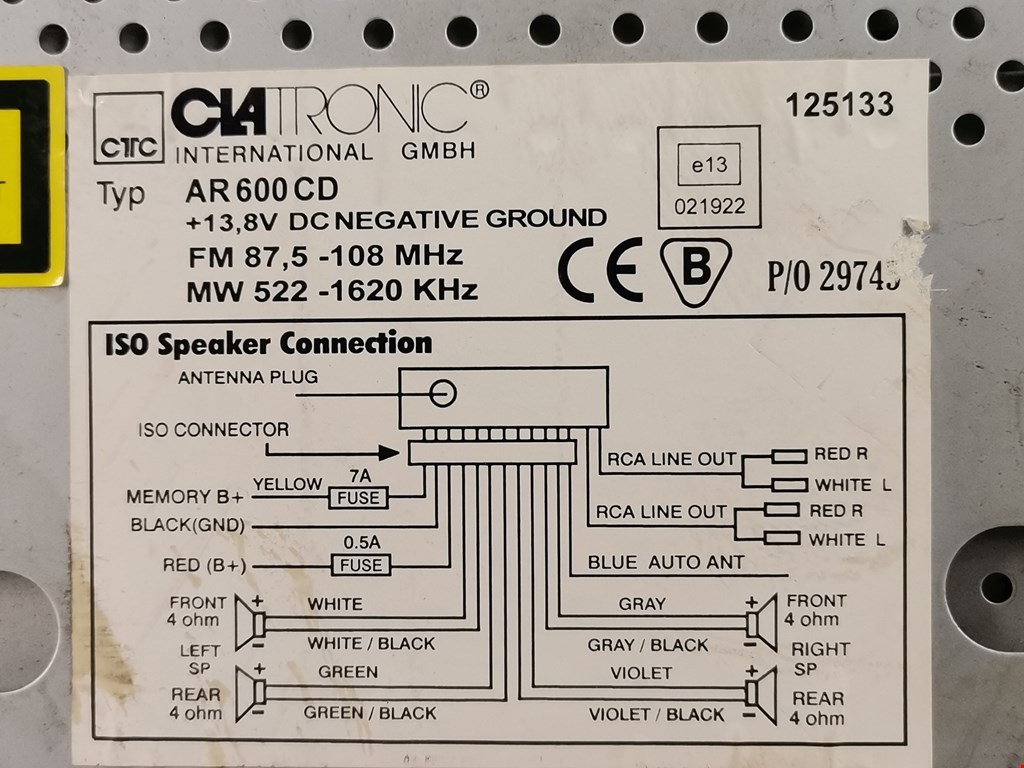 CTC
CLATRONIC®
INTERNATIONAL GMBH
125133
Typ AR 600 CD
+13,8V DC NEGATIVE GROUND
FM 87,5 -108 MHz
MW 522 -1620 KHz
e13
021922
CE
B
P/O
ISO Speaker Connection
ANTENNA PLUG
ISO CONNECTOR
MEMORY B+
YELLOW
7A
FUSE
BLACK(GND)
RED (B+)
0.5A
FUSE
RCA LINE OUT
RED R
WHITE L
RCA LINE OUT
RED R
WHITE L
BLUE AUTO ANT
FRONT
4 ohm
+
-
WHITE
WHITE / BLACK
LEFT
SP
REAR
4 ohm
+
-
GREEN
GREEN / BLACK
GRAY
GRAY / BLACK
+
-
FRONT
4 ohm
RIGHT
SP
VIOLET
VIOLET / BLACK
+
-
REAR
4 ohm